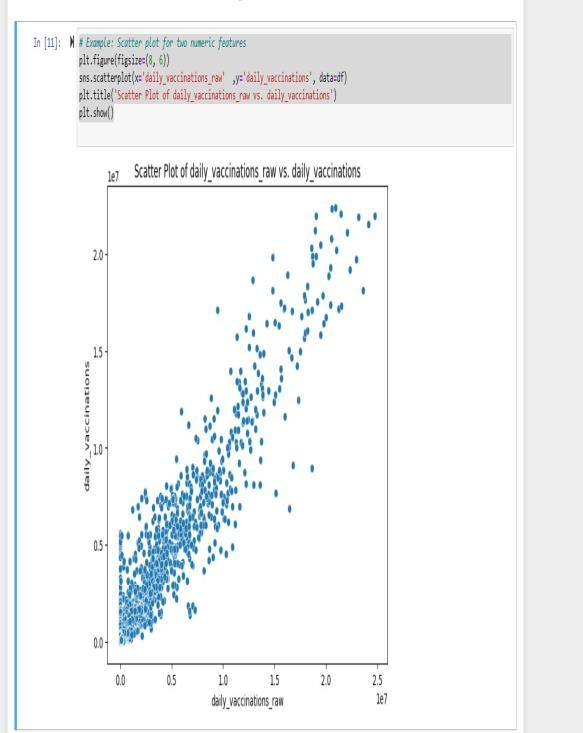 In [11]:
# Example: Scatter plot for two numeric features
plt.figure(figsize=(8, 6))
sns.scatterplot(x='daily_vaccinations_raw' ,y='daily_vaccinations', data=df)
plt.title('Scatter Plot of daily_vaccinations_raw vs. daily_vaccinations')
plt.show()
1e7 Scatter Plot of daily_vaccinations_raw vs. daily_vaccinations
2.0
1.5
1.0
0.5
0.0
daily_vaccinations
0.0 0.5 1.0 1.5 2.0 2.5
daily_vaccinations_raw 1e7